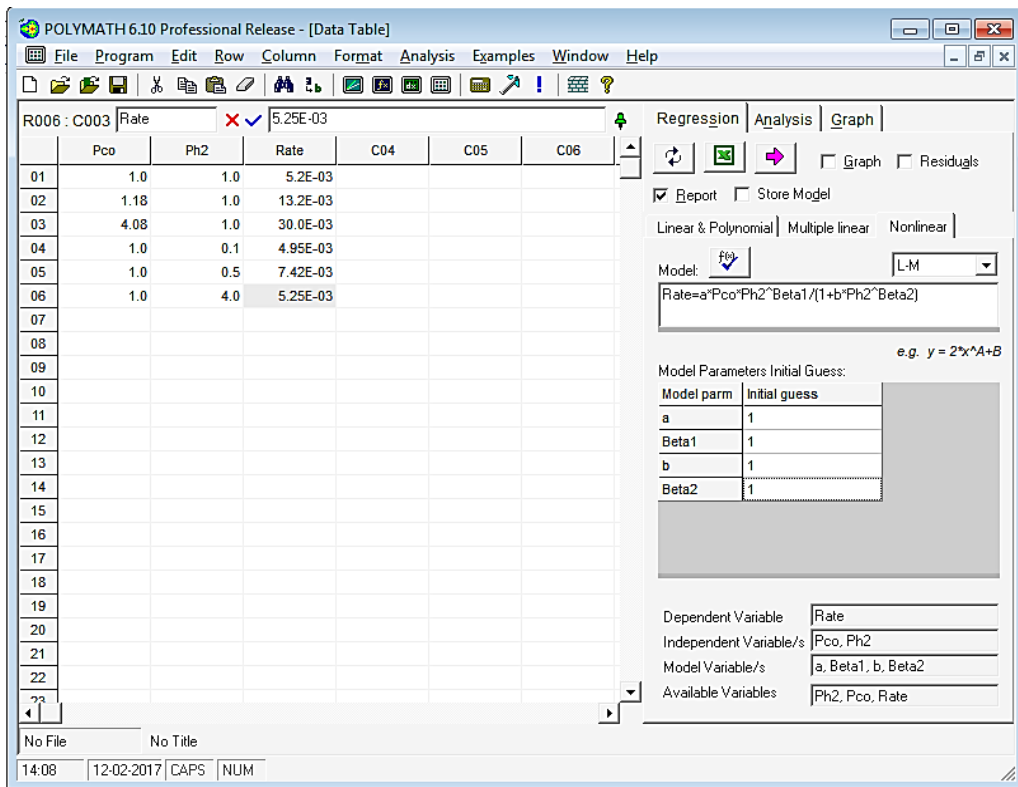 POLYMATH 6.10 Professional Release - [Data Table]
File Program Edit Row Column Format Analysis Examples Window Help
R006 : C003 Rate 5.25E-03
Pco Ph2 Rate C04 C05 C06
01 1.0 1.0 5.2E-03
02 1.18 1.0 13.2E-03
03 4.08 1.0 30.0E-03
04 1.0 0.1 4.95E-03
05 1.0 0.5 7.42E-03
06 1.0 4.0 5.25E-03
07
08
09
10
11
12
13
14
15
16
17
18
19
20
21
22
23
Regression Analysis Graph
Graph Residuals
Report Store Model
Linear & Polynomial Multiple linear Nonlinear
Model: f(x) L-M
Rate=a*Pco*Ph2^Beta1/(1+b*Ph2^Beta2)
e.g. y = 2*x^A+B
Model Parameters Initial Guess:
Model parm Initial guess
a 1
Beta1 1
b 1
Beta2 1
Dependent Variable Rate
Independent Variable/s Pco, Ph2
Model Variable/s a, Beta1, b, Beta2
Available Variables Ph2, Pco, Rate
No File No Title
14:08 12-02-2017 CAPS NUM